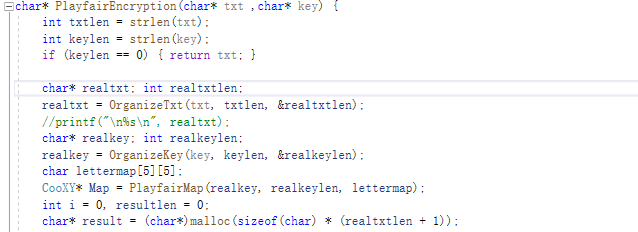 char* PlayfairEncryption(char* txt ,char* key) {
int txtlen = strlen(txt);
int keylen = strlen(key);
if (keylen == 0) { return txt; }
char* realtxt; int realtxtlen;
realtxt = OrganizeTxt(txt, txtlen, &realtxtlen);
//printf("\n%s\n", realtxt);
char* realkey; int realkeylen;
realkey = OrganizeKey(key, keylen, &realkeylen);
char lettermap[5][5];
CooXY* Map = PlayfairMap(realkey, realkeylen, lettermap);
int i = 0, resultlen = 0;
char* result = (char*)malloc(sizeof(char) * (realtxtlen + 1));